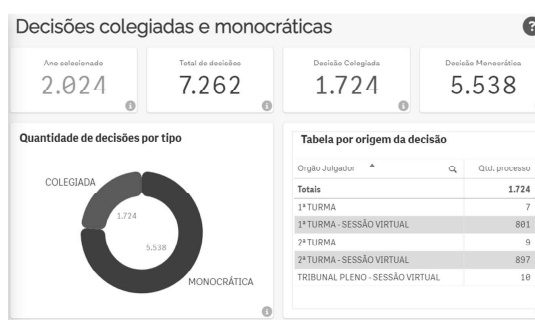 Decisões colegiadas e monocráticas
?
Ano selecionado
2.024
Total de decisões
7.262
Decisão Colegiada
1.724
Decisão Monocrática
5.538
Quantidade de decisões por tipo
COLEGIADA
1.724
5.538
MONOCRÁTICA
Tabela por origem da decisão
Orgão Julgador Qtd. processo
Totais 1.724
1ª TURMA 7
1ª TURMA - SESSÃO VIRTUAL 801
2ª TURMA 9
2ª TURMA - SESSÃO VIRTUAL 897
TRIBUNAL PLENO - SESSÃO VIRTUAL 10